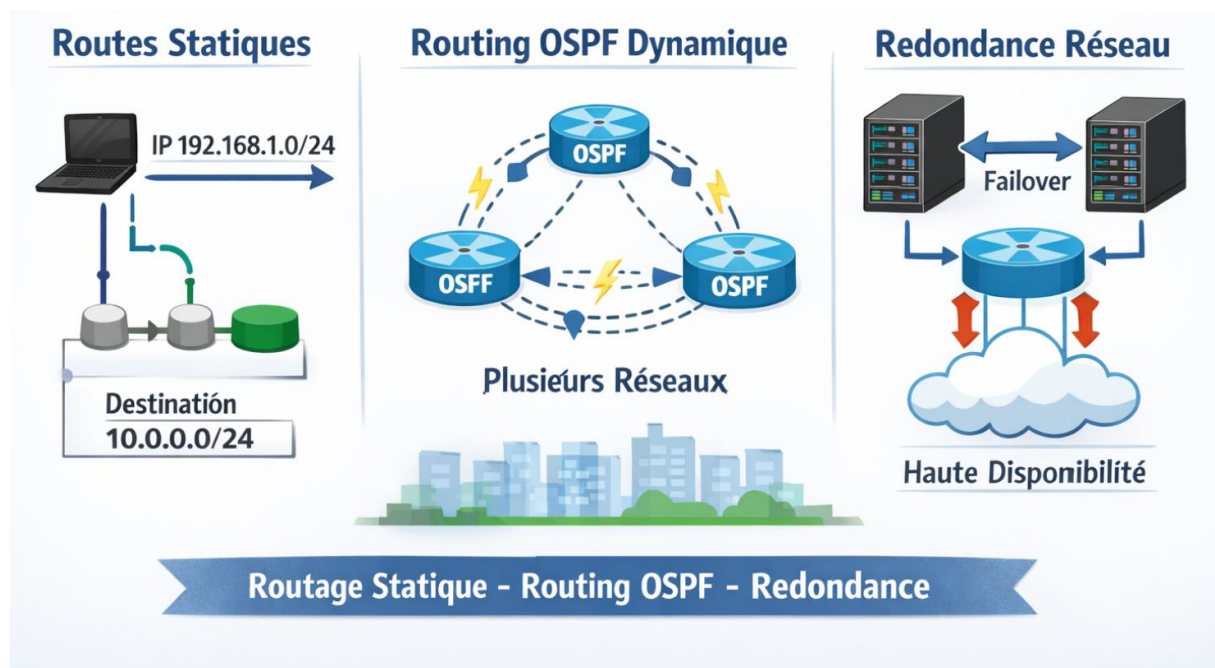 Routes Statiques
IP 192.168.1.0/24
Destinatión
10.0.0.0/24
Routing OSPF Dynamique
OSPF
OSFF
OSPF
Plusieurs Réseaux
Redondance Réseau
Failover
Haute Disponibilité
Routage Statique - Routing OSPF - Redondance